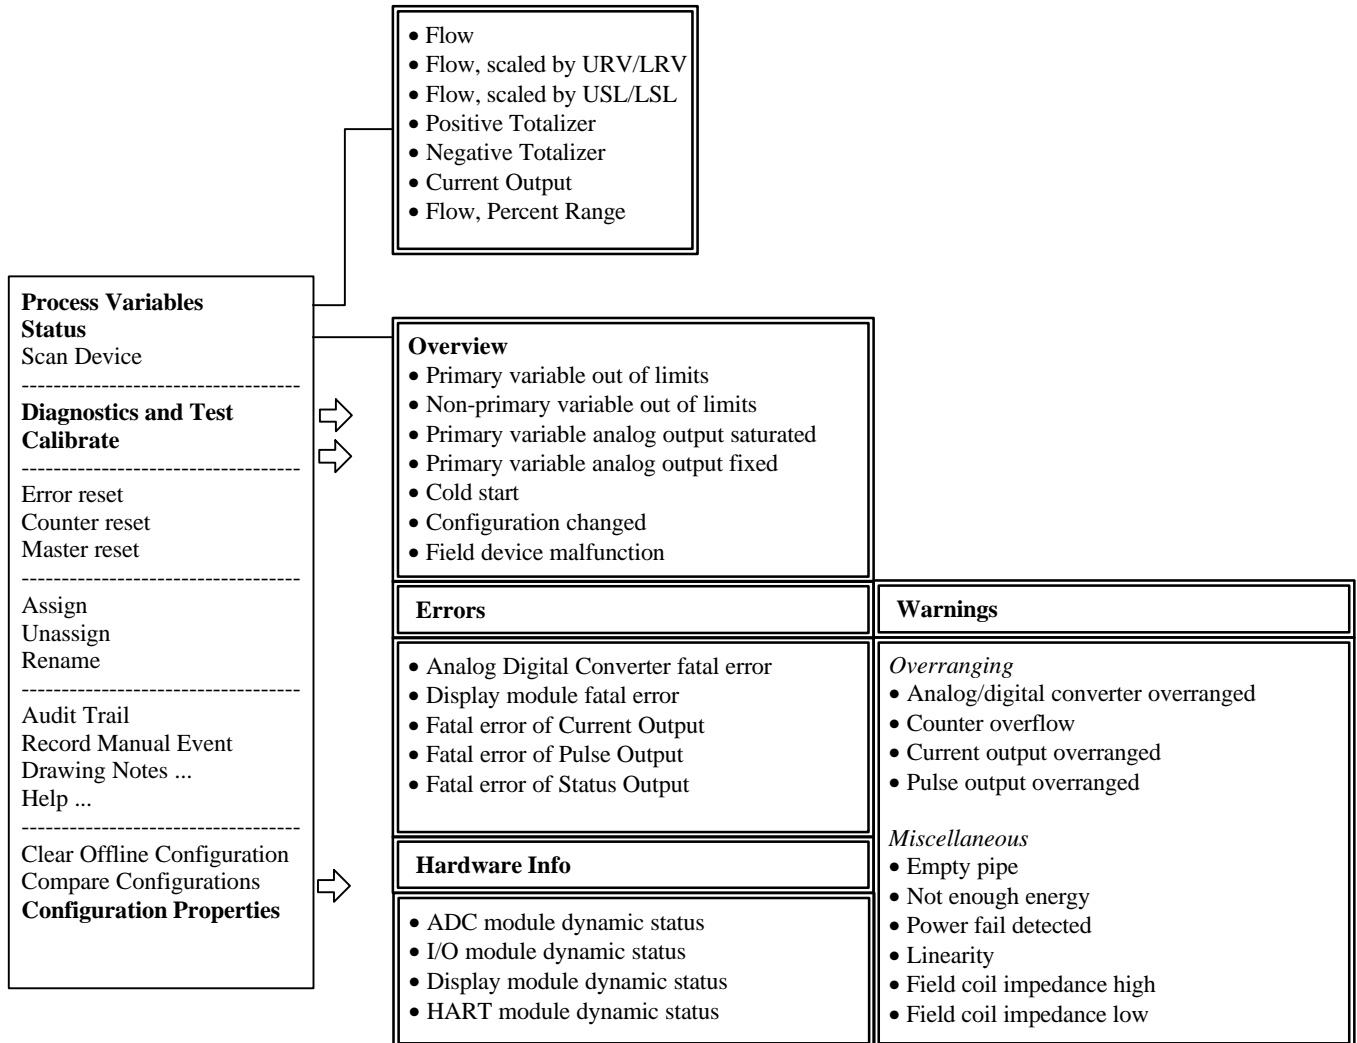 • Flow
• Flow, scaled by URV/LRV
• Flow, scaled by USL/LSL
• Positive Totalizer
• Negative Totalizer
• Current Output
• Flow, Percent Range
Process Variables
Status
Scan Device
-----------------------------------
Diagnostics and Test
Calibrate
-----------------------------------
Error reset
Counter reset
Master reset
-----------------------------------
Assign
Unassign
Rename
-----------------------------------
Audit Trail
Record Manual Event
Drawing Notes ...
Help ...
-----------------------------------
Clear Offline Configuration
Compare Configurations
Configuration Properties
Overview
• Primary variable out of limits
• Non-primary variable out of limits
• Primary variable analog output saturated
• Primary variable analog output fixed
• Cold start
• Configuration changed
• Field device malfunction
Errors
• Analog Digital Converter fatal error
• Display module fatal error
• Fatal error of Current Output
• Fatal error of Pulse Output
• Fatal error of Status Output
Hardware Info
• ADC module dynamic status
• I/O module dynamic status
• Display module dynamic status
• HART module dynamic status
Warnings
Overranging
• Analog/digital converter overranged
• Counter overflow
• Current output overranged
• Pulse output overranged
Miscellaneous
• Empty pipe
• Not enough energy
• Power fail detected
• Linearity
• Field coil impedance high
• Field coil impedance low